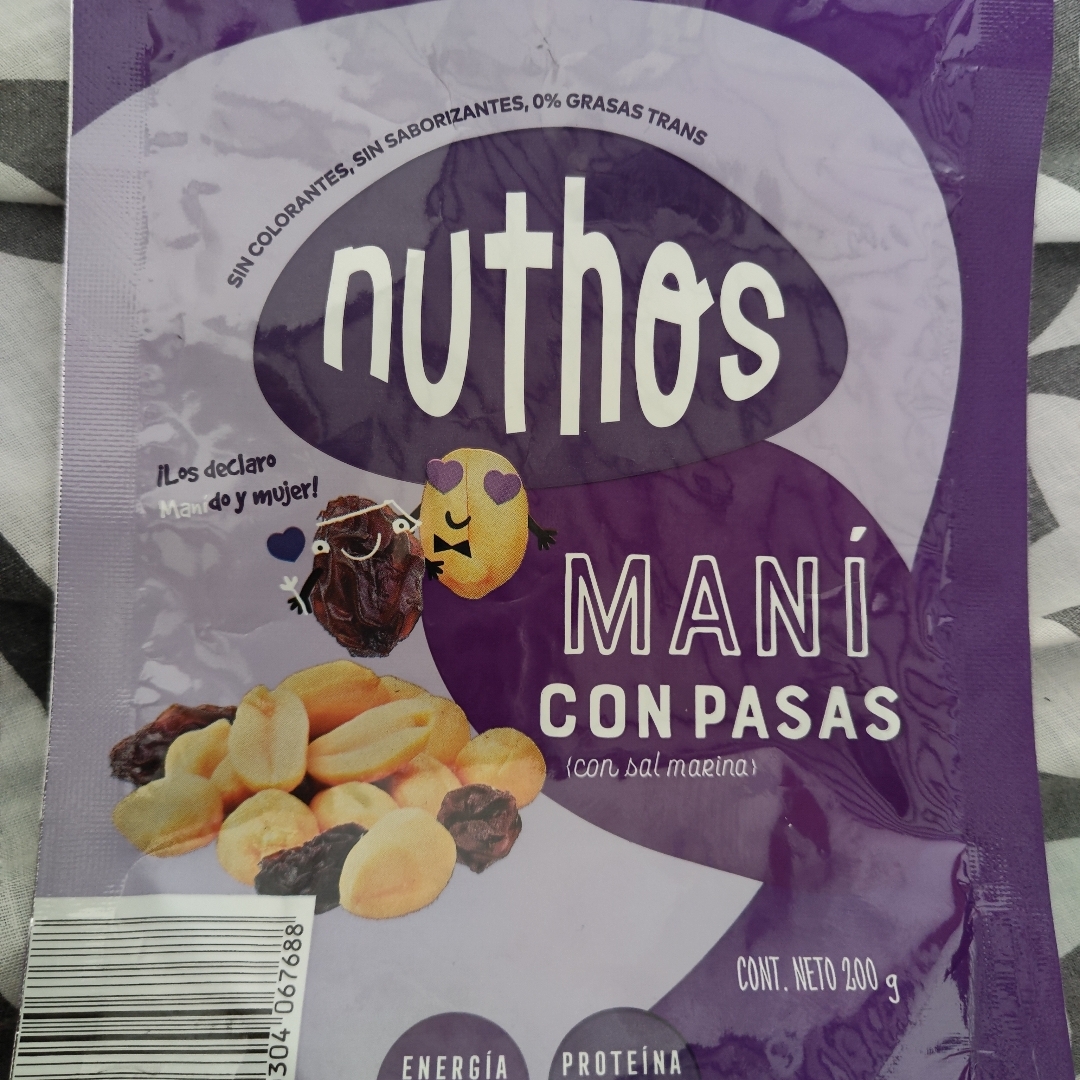 SIN COLORANTES, SIN SABORIZANTES, 0% GRASAS TRANS
nuthos
¡Los declaro
Manido y mujer!
MANÍ
CON PASAS
{con sal marina}
CONT. NETO 200 g
304 067688
ENERGÍA
PROTEÍNA